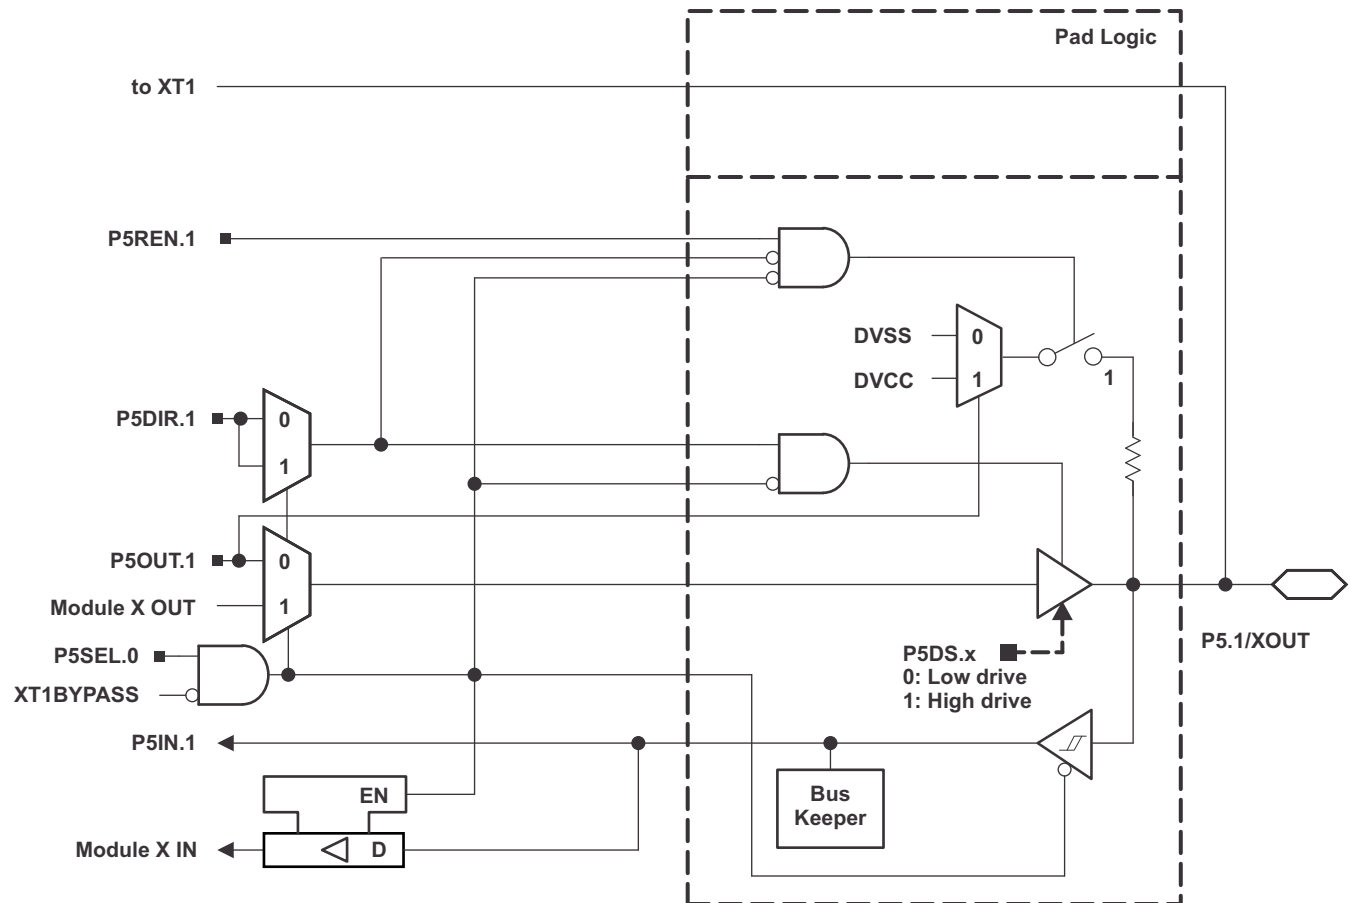 Pad Logic
to XT1
P5REN.1
DVSS
0
DVCC
1
1
P5DIR.1
0
1
P5OUT.1
0
Module X OUT
1
P5.1/XOUT
P5SEL.0
P5DS.x
0: Low drive
1: High drive
XT1BYPASS
P5IN.1
Bus
Keeper
EN
Module X IN
D